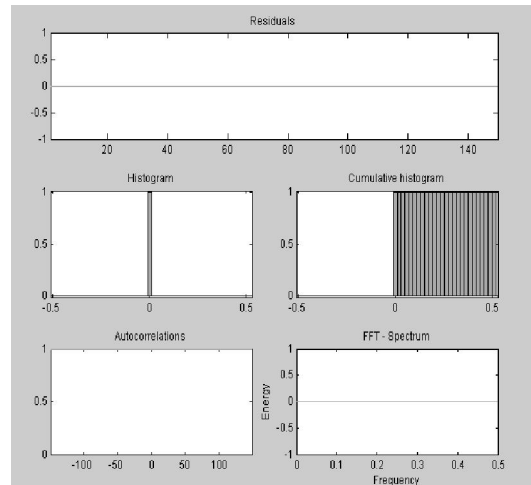 Residuals
1
0.5
0
-0.5
-1
20 40 60 80 100 120 140
Histogram
1
0.5
0
-0.5 0 0.5
Cumulative histogram
1
0.5
0
-0.5 0 0.5
Autocorrelations
1
0.5
0
-100 -50 0 50 100
FFT - Spectrum
Energy
1
0.5
0
-0.5
-1
0 0.1 0.2 0.3 0.4 0.5
Frequency